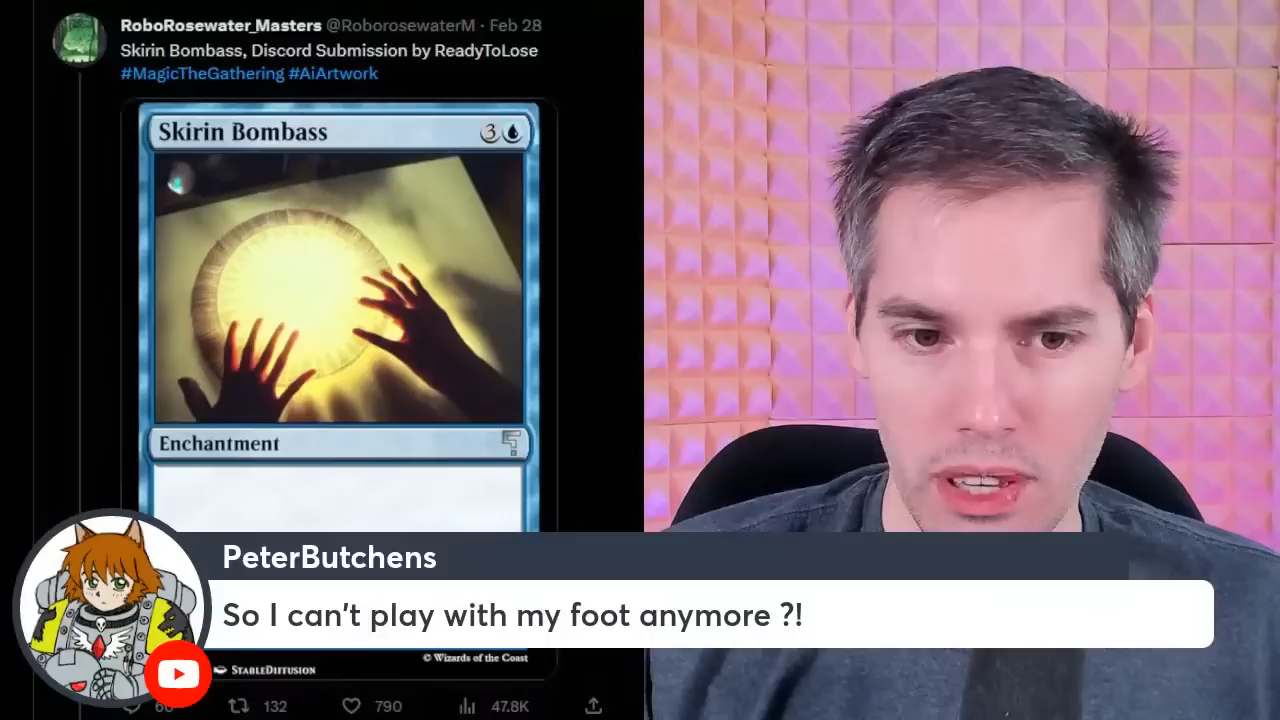 RoboRosewater_Masters @RoborosewaterM · Feb 28
Skirin Bombass, Discord Submission by ReadyToLose
#MagicTheGathering #AiArtwork
Skirin Bombass 3
Enchantment
PeterButchens
So I can't play with my foot anymore ?!
© Wizards of the Coast
StableDiffusion
132 790 47.8K